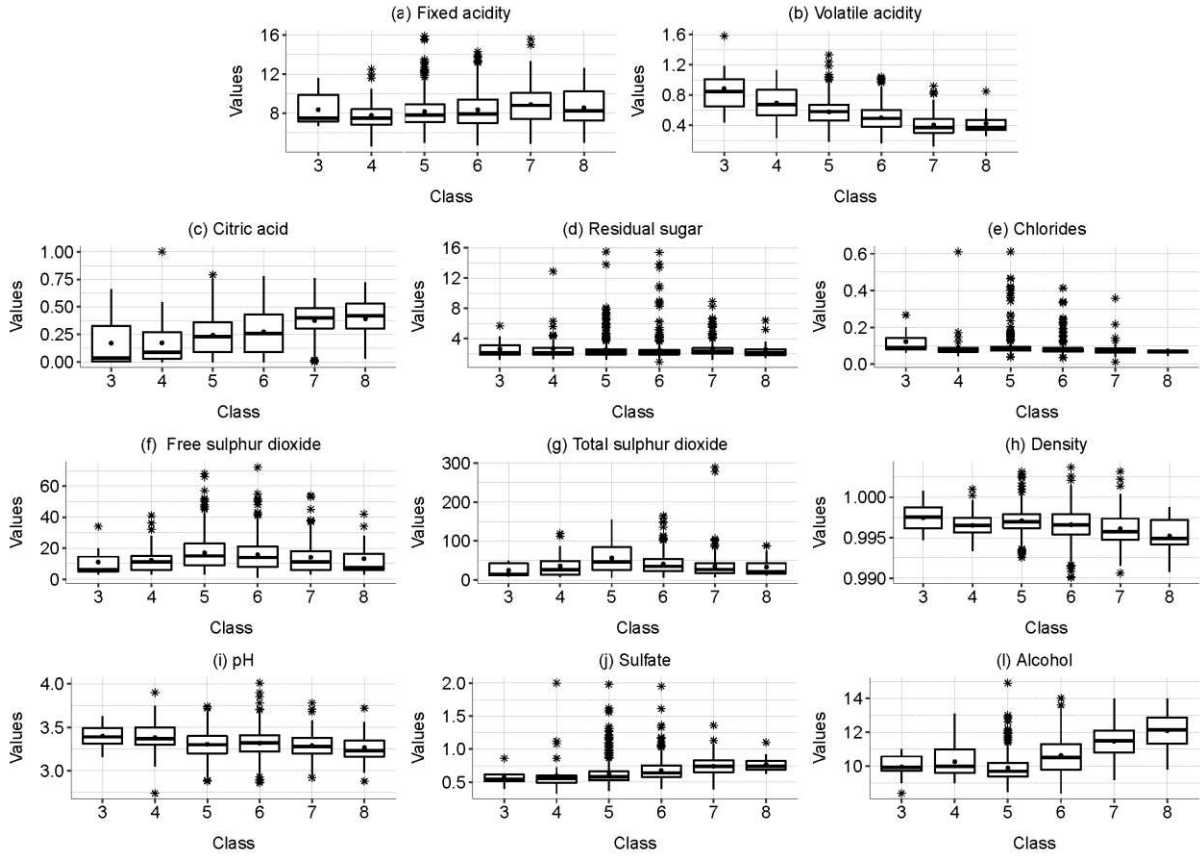 (a) Fixed acidity
Values
16
12
8
3 4 5 6 7 8
Class
(b) Volatile acidity
Values
1.6
1.2
0.8
0.4
3 4 5 6 7 8
Class
(c) Citric acid
Values
1.00
0.75
0.50
0.25
0.00
3 4 5 6 7 8
Class
(d) Residual sugar
Values
16
12
8
4
3 4 5 6 7 8
Class
(e) Chlorides
Values
0.6
0.4
0.2
0.0
3 4 5 6 7 8
Class
(f) Free sulphur dioxide
Values
60
40
20
0
3 4 5 6 7 8
Class
(g) Total sulphur dioxide
Values
300
200
100
0
3 4 5 6 7 8
Class
(h) Density
Values
1.000
0.995
0.990
3 4 5 6 7 8
Class
(i) pH
Values
4.0
3.5
3.0
3 4 5 6 7 8
Class
(j) Sulfate
Values
2.0
1.5
1.0
0.5
3 4 5 6 7 8
Class
(l) Alcohol
Values
14
12
10
3 4 5 6 7 8
Class